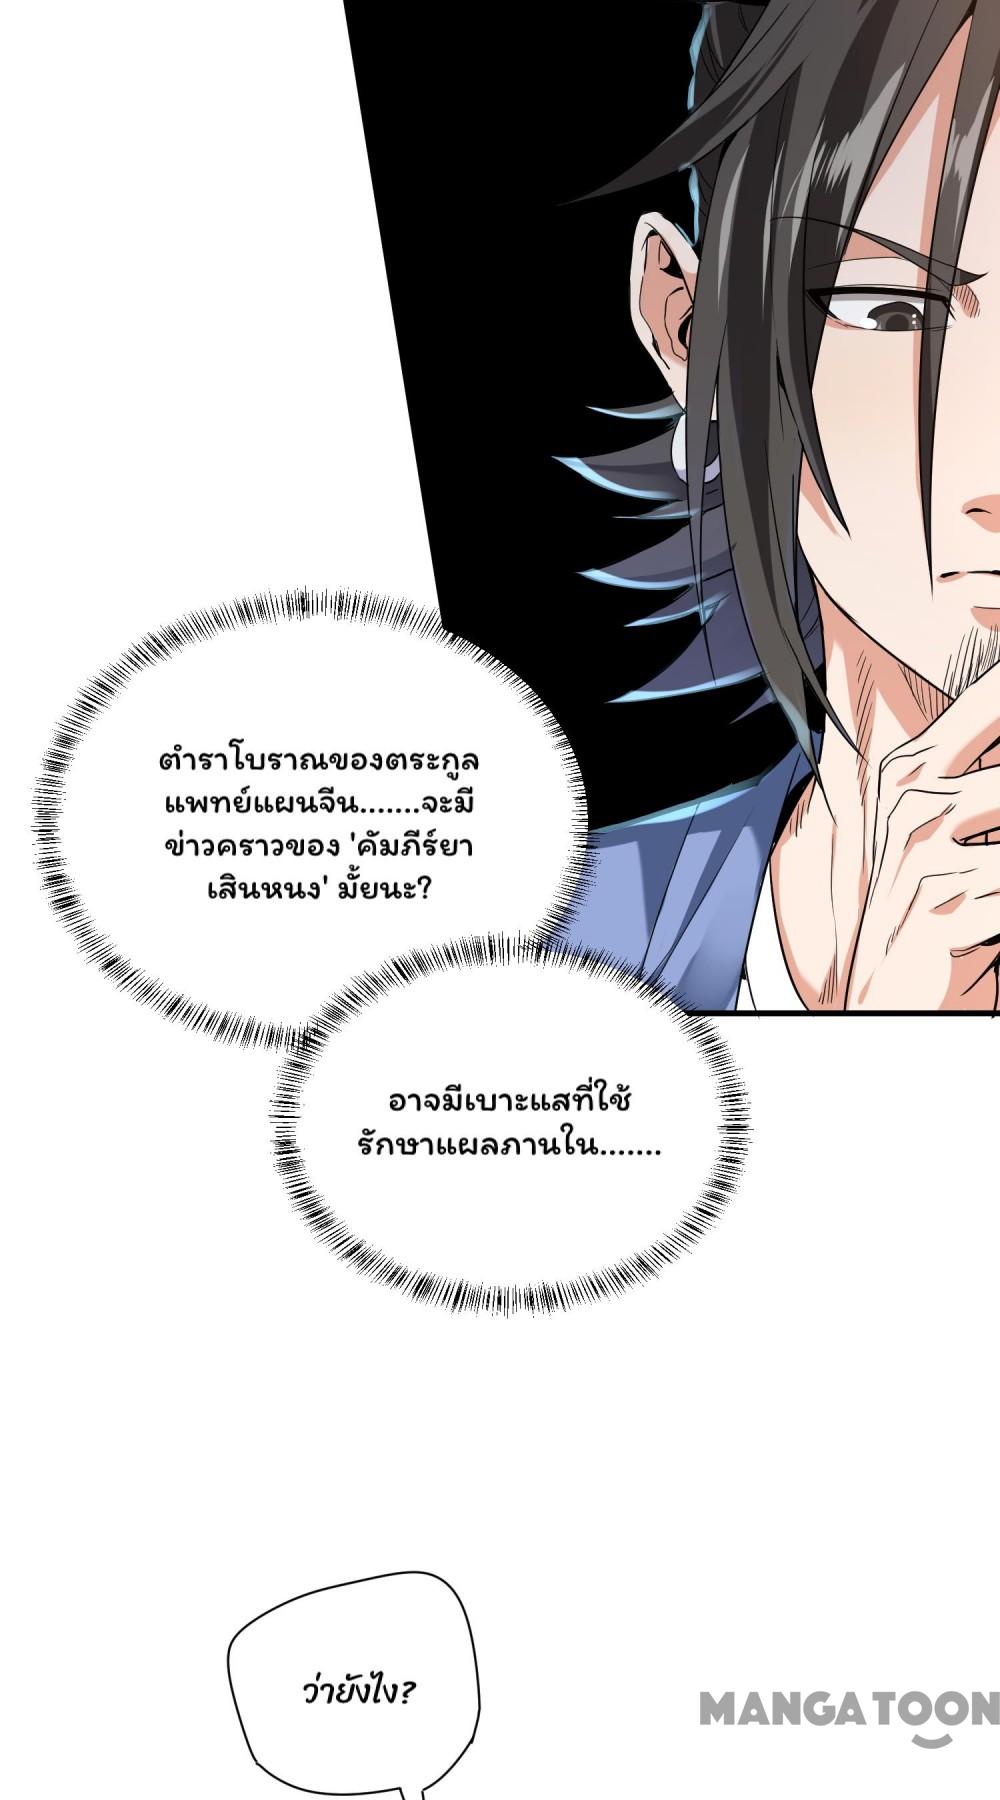 ตำราโบราณของตระกูล
แพทย์แผนจีน.......จะมี
ข่าวคราวของ 'คัมภีร์ยา
เสินหนง' มั้ยนะ?
อาจมีเบาะแสที่ใช้
รักษาแผลภานใน.......
ว่ายังไง?
MANGATOON